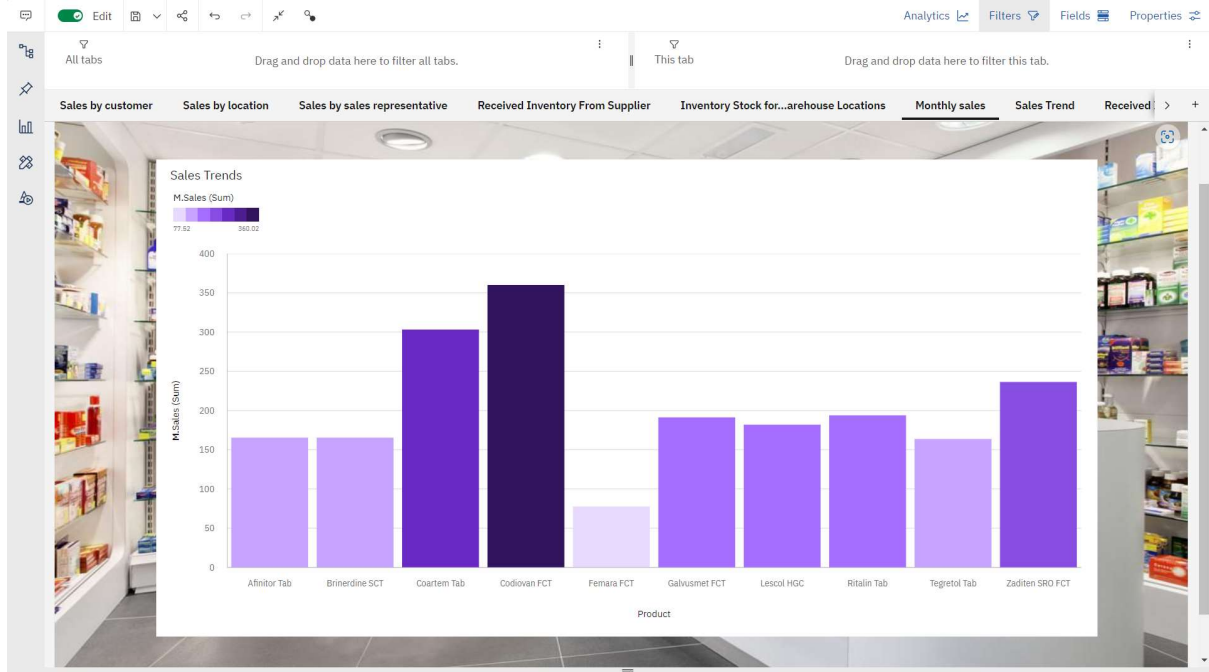 Edit
Analytics
Filters
Fields
Properties
All tabs
Drag and drop data here to filter all tabs.
This tab
Drag and drop data here to filter this tab.
Sales by customer
Sales by location
Sales by sales representative
Received Inventory From Supplier
Inventory Stock for...arehouse Locations
Monthly sales
Sales Trend
Received
Sales Trends
M.Sales (Sum)
77.52 360.02
400
350
300
250
200
150
100
50
0
M.Sales (Sum)
Afinitor Tab
Brinerdine SCT
Coartem Tab
Codiovan FCT
Femara FCT
Galvusmet FCT
Lescol HGC
Ritalin Tab
Tegretol Tab
Zaditen SRO FCT
Product